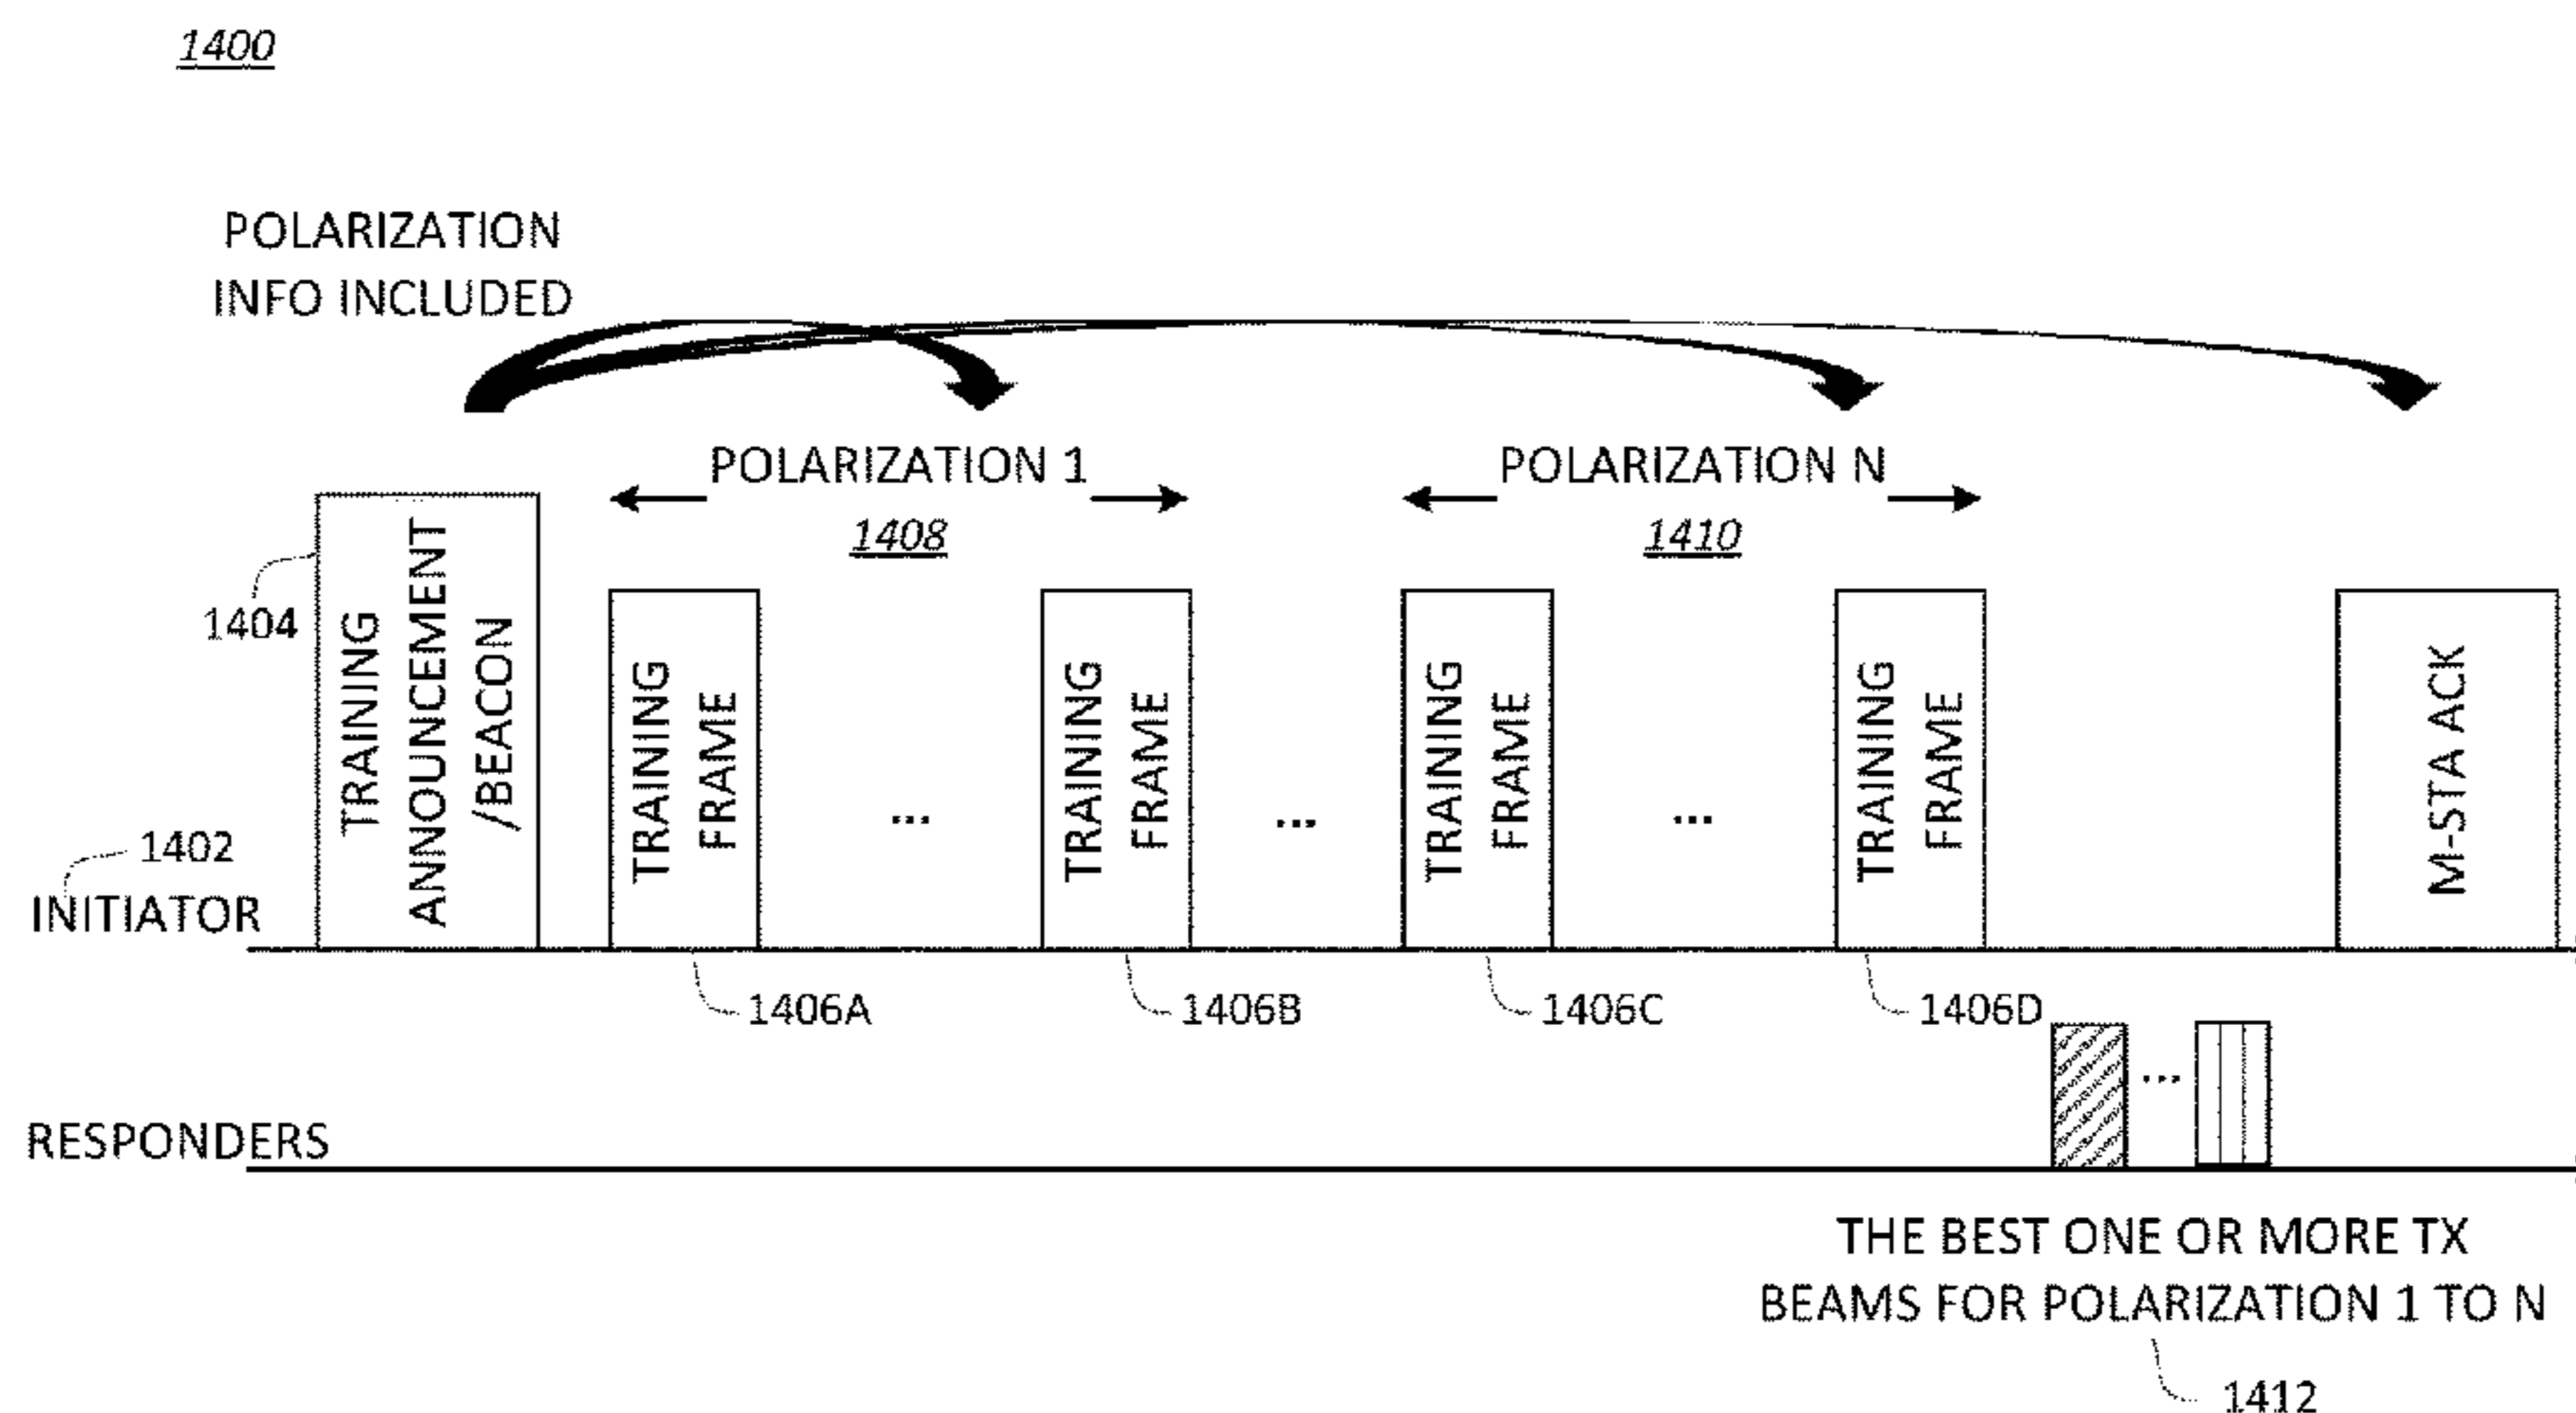 1400
POLARIZATION
INFO INCLUDED
POLARIZATION 1
1408
POLARIZATION N
1410
1404
TRAINING
ANNOUNCEMENT
/BEACON
TRAINING
FRAME
...
TRAINING
FRAME
...
TRAINING
FRAME
...
TRAINING
FRAME
M-STA ACK
1402
INITIATOR
1406A
1406B
1406C
1406D
...
RESPONDERS
THE BEST ONE OR MORE TX
BEAMS FOR POLARIZATION 1 TO N
1412